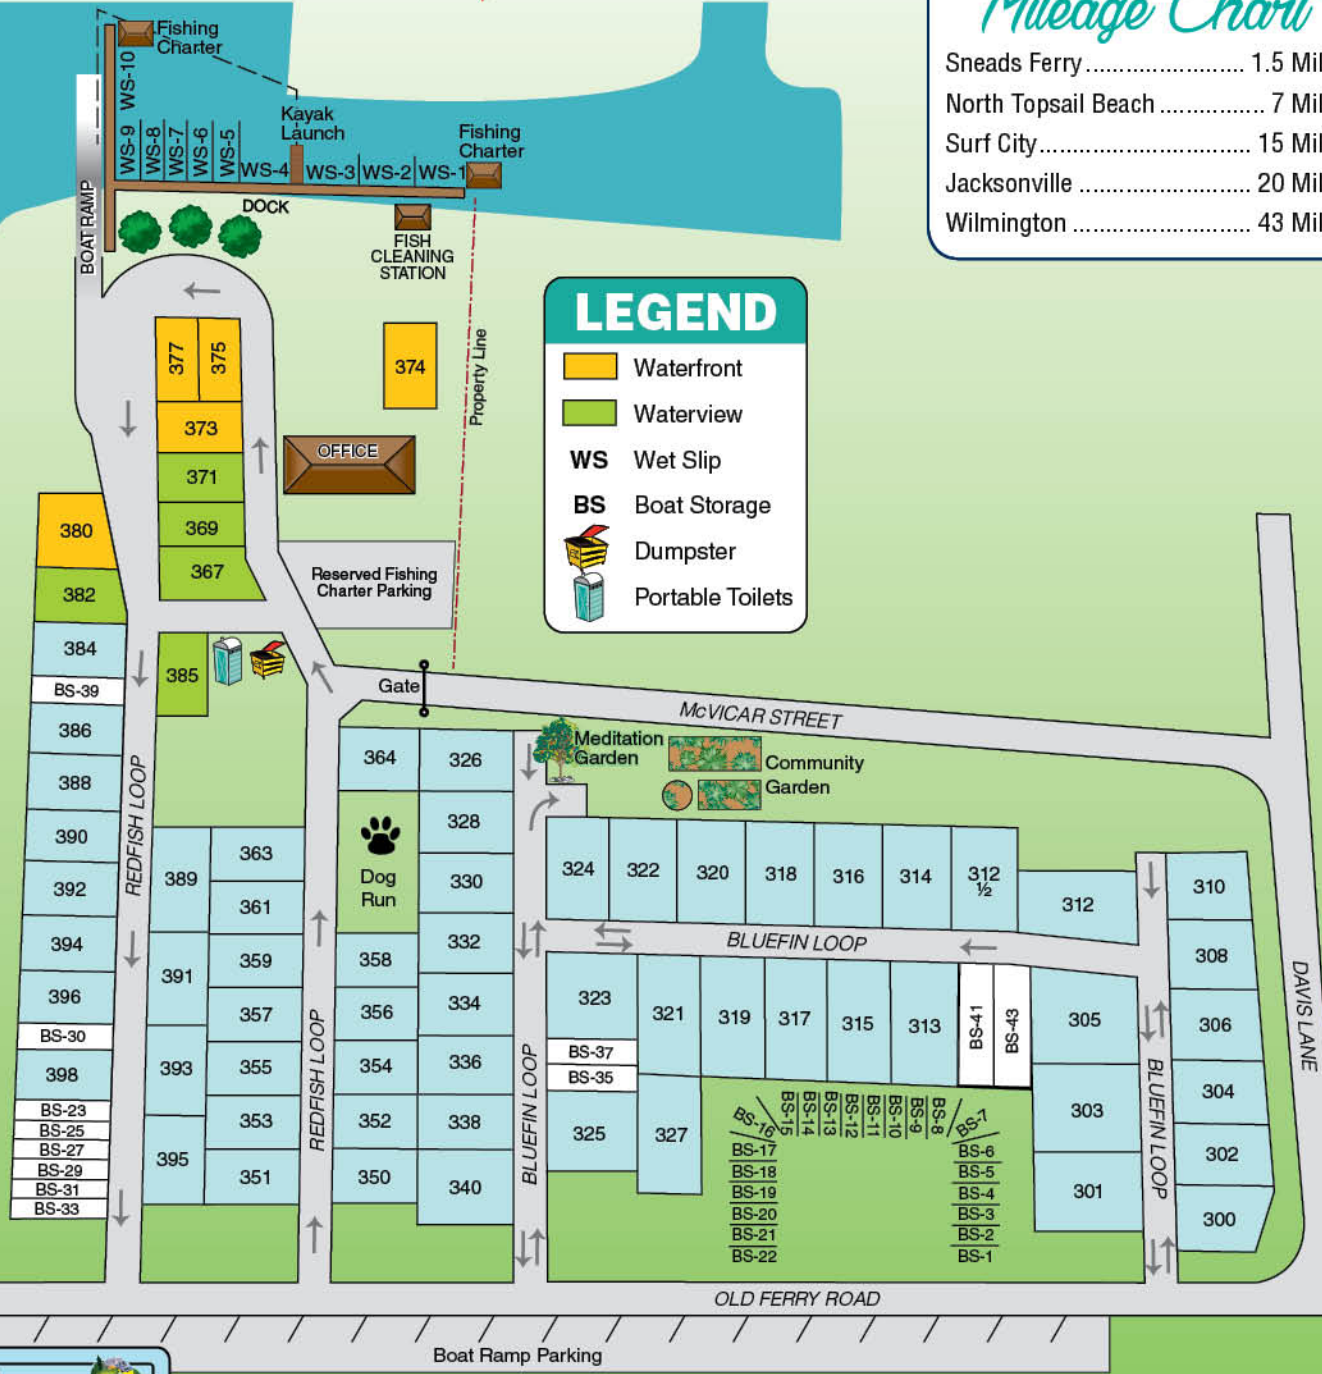 Mileage Chart
Sneads Ferry ....................... 1.5 Mil
North Topsail Beach ................ 7 Mil
Surf City............................... 15 Mil
Jacksonville ......................... 20 Mil
Wilmington .......................... 43 Mil
Fishing
Charter
WS-10
WS-9
WS-8
WS-7
WS-6
WS-5
WS-4
Kayak
Launch
WS-3
WS-2
WS-1
Fishing
Charter
BOAT RAMP
DOCK
FISH
CLEANING
STATION
LEGEND
Waterfront
Waterview
WS Wet Slip
BS Boat Storage
Dumpster
Portable Toilets
Property Line
377
375
374
373
371
369
367
OFFICE
Reserved Fishing
Charter Parking
380
382
384
BS-39
386
388
390
392
394
396
BS-30
398
BS-23
BS-25
BS-27
BS-29
BS-31
BS-33
REDFISH LOOP
385
389
391
393
395
363
361
359
357
355
353
351
REDFISH LOOP
Gate
McVICAR STREET
364
Dog
Run
358
356
354
352
350
326
328
330
332
334
336
338
340
BLUEFIN LOOP
Meditation
Garden
Community
Garden
324
322
320
318
316
314
312
½
312
BLUEFIN LOOP
323
BS-37
BS-35
325
321
327
319
317
315
313
BS-41
BS-43
305
303
301
BS-16
BS-15
BS-14
BS-13
BS-12
BS-11
BS-10
BS-9
BS-8
BS-7
BS-17
BS-18
BS-19
BS-20
BS-21
BS-22
BS-6
BS-5
BS-4
BS-3
BS-2
BS-1
BLUEFIN LOOP
310
308
306
304
302
300
DAVIS LANE
OLD FERRY ROAD
Boat Ramp Parking